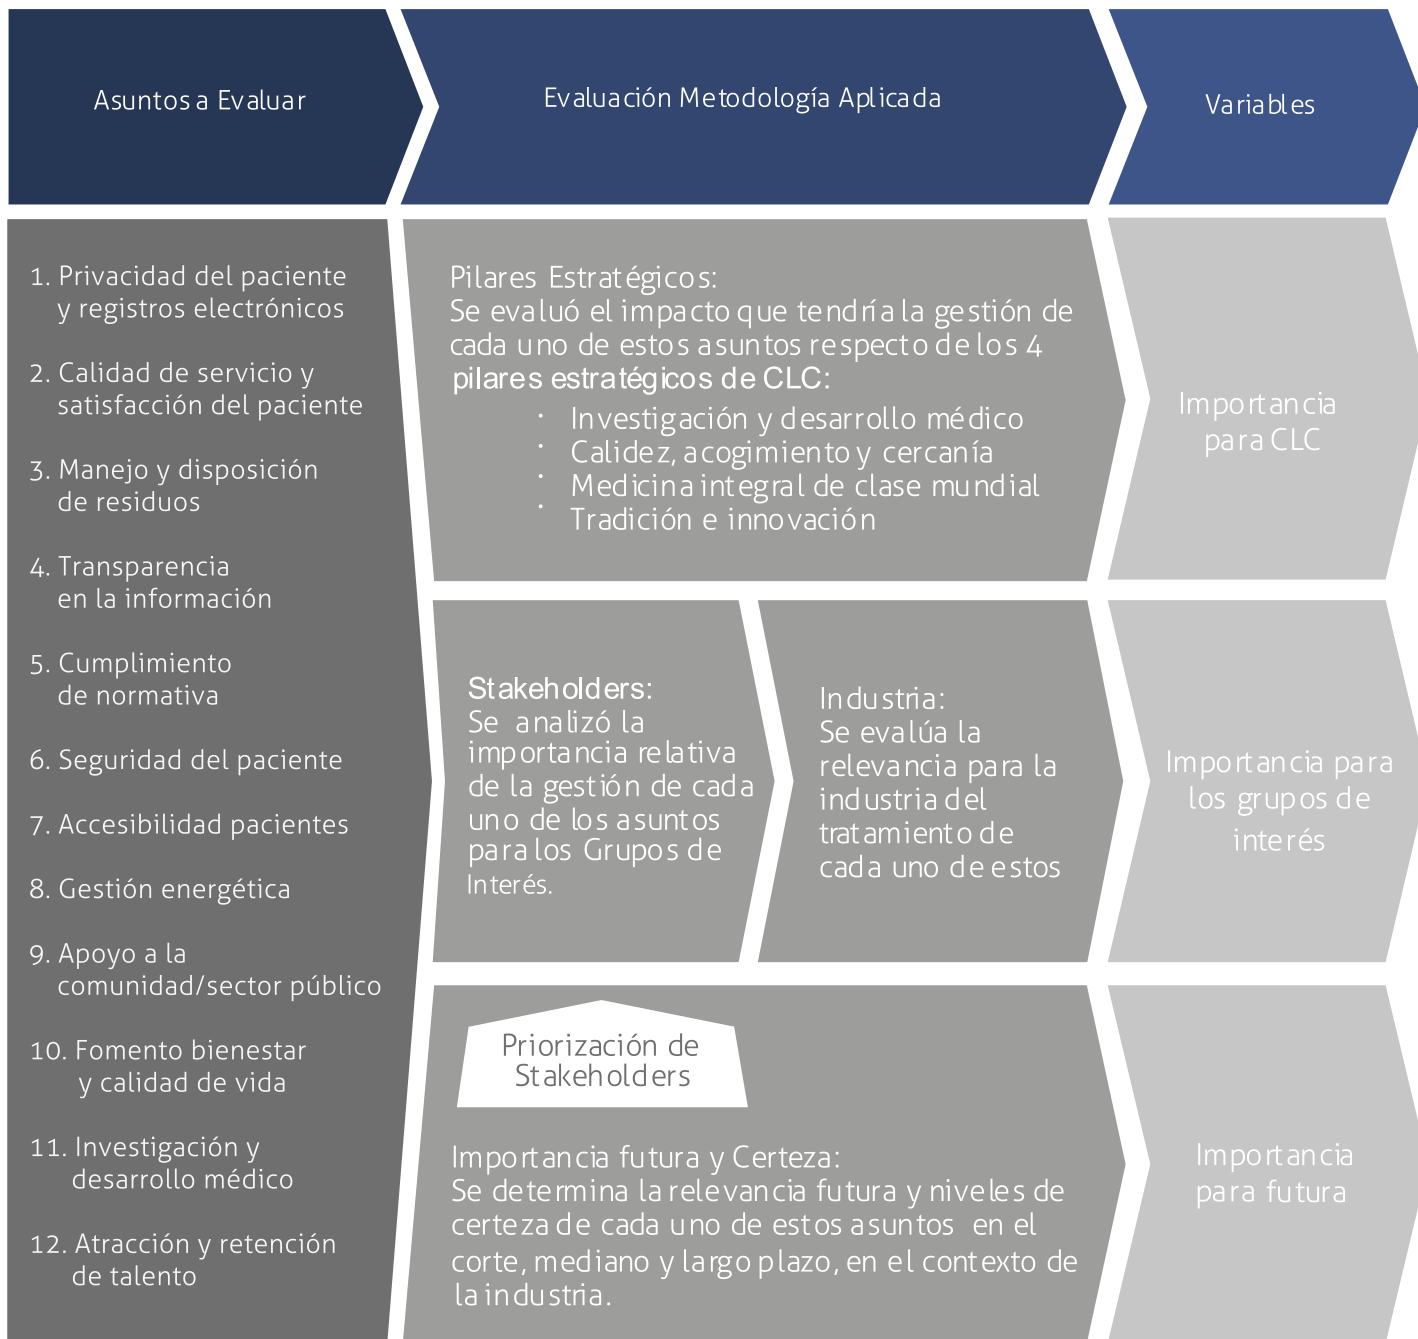 Asuntos a Evaluar
Evaluación Metodología Aplicada
Variables
1. Privacidad del paciente
y registros electrónicos
2. Calidad de servicio y
satisfacción del paciente
3. Manejo y disposición
de residuos
4. Transparencia
en la información
5. Cumplimiento
de normativa
6. Seguridad del paciente
7. Accesibilidad pacientes
8. Gestión energética
9. Apoyo a la
comunidad/sector público
10. Fomento bienestar
y calidad de vida
11. Investigación y
desarrollo médico
12. Atracción y retención
de talento
Pilares Estratégicos:
Se evaluó el impacto que tendría la gestión de
cada uno de estos asuntos respecto de los 4
pilares estratégicos de CLC:
· Investigación y desarrollo médico
· Calidez, acogimiento y cercanía
· Medicina integral de clase mundial
· Tradición e innovación
Importancia
para CLC
Stakeholders:
Se analizó la
importancia relativa
de la gestión de cada
uno de los asuntos
para los Grupos de
Interés.
Industria:
Se evalúa la
relevancia para la
industria del
tratamiento de
cada uno de estos
Importancia para
los grupos de
interés
Priorización de
Stakeholders
Importancia futura y Certeza:
Se determina la relevancia futura y niveles de
certeza de cada uno de estos asuntos en el
corte, mediano y largo plazo, en el contexto de
la industria.
Importancia
para futura